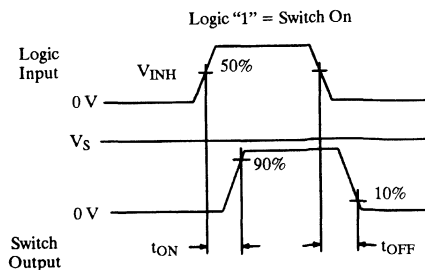 Logic “1” = Switch On
Logic
Input
V_INH
50%
0 V
V_S
90%
10%
0 V
Switch
Output
t_ON
t_OFF